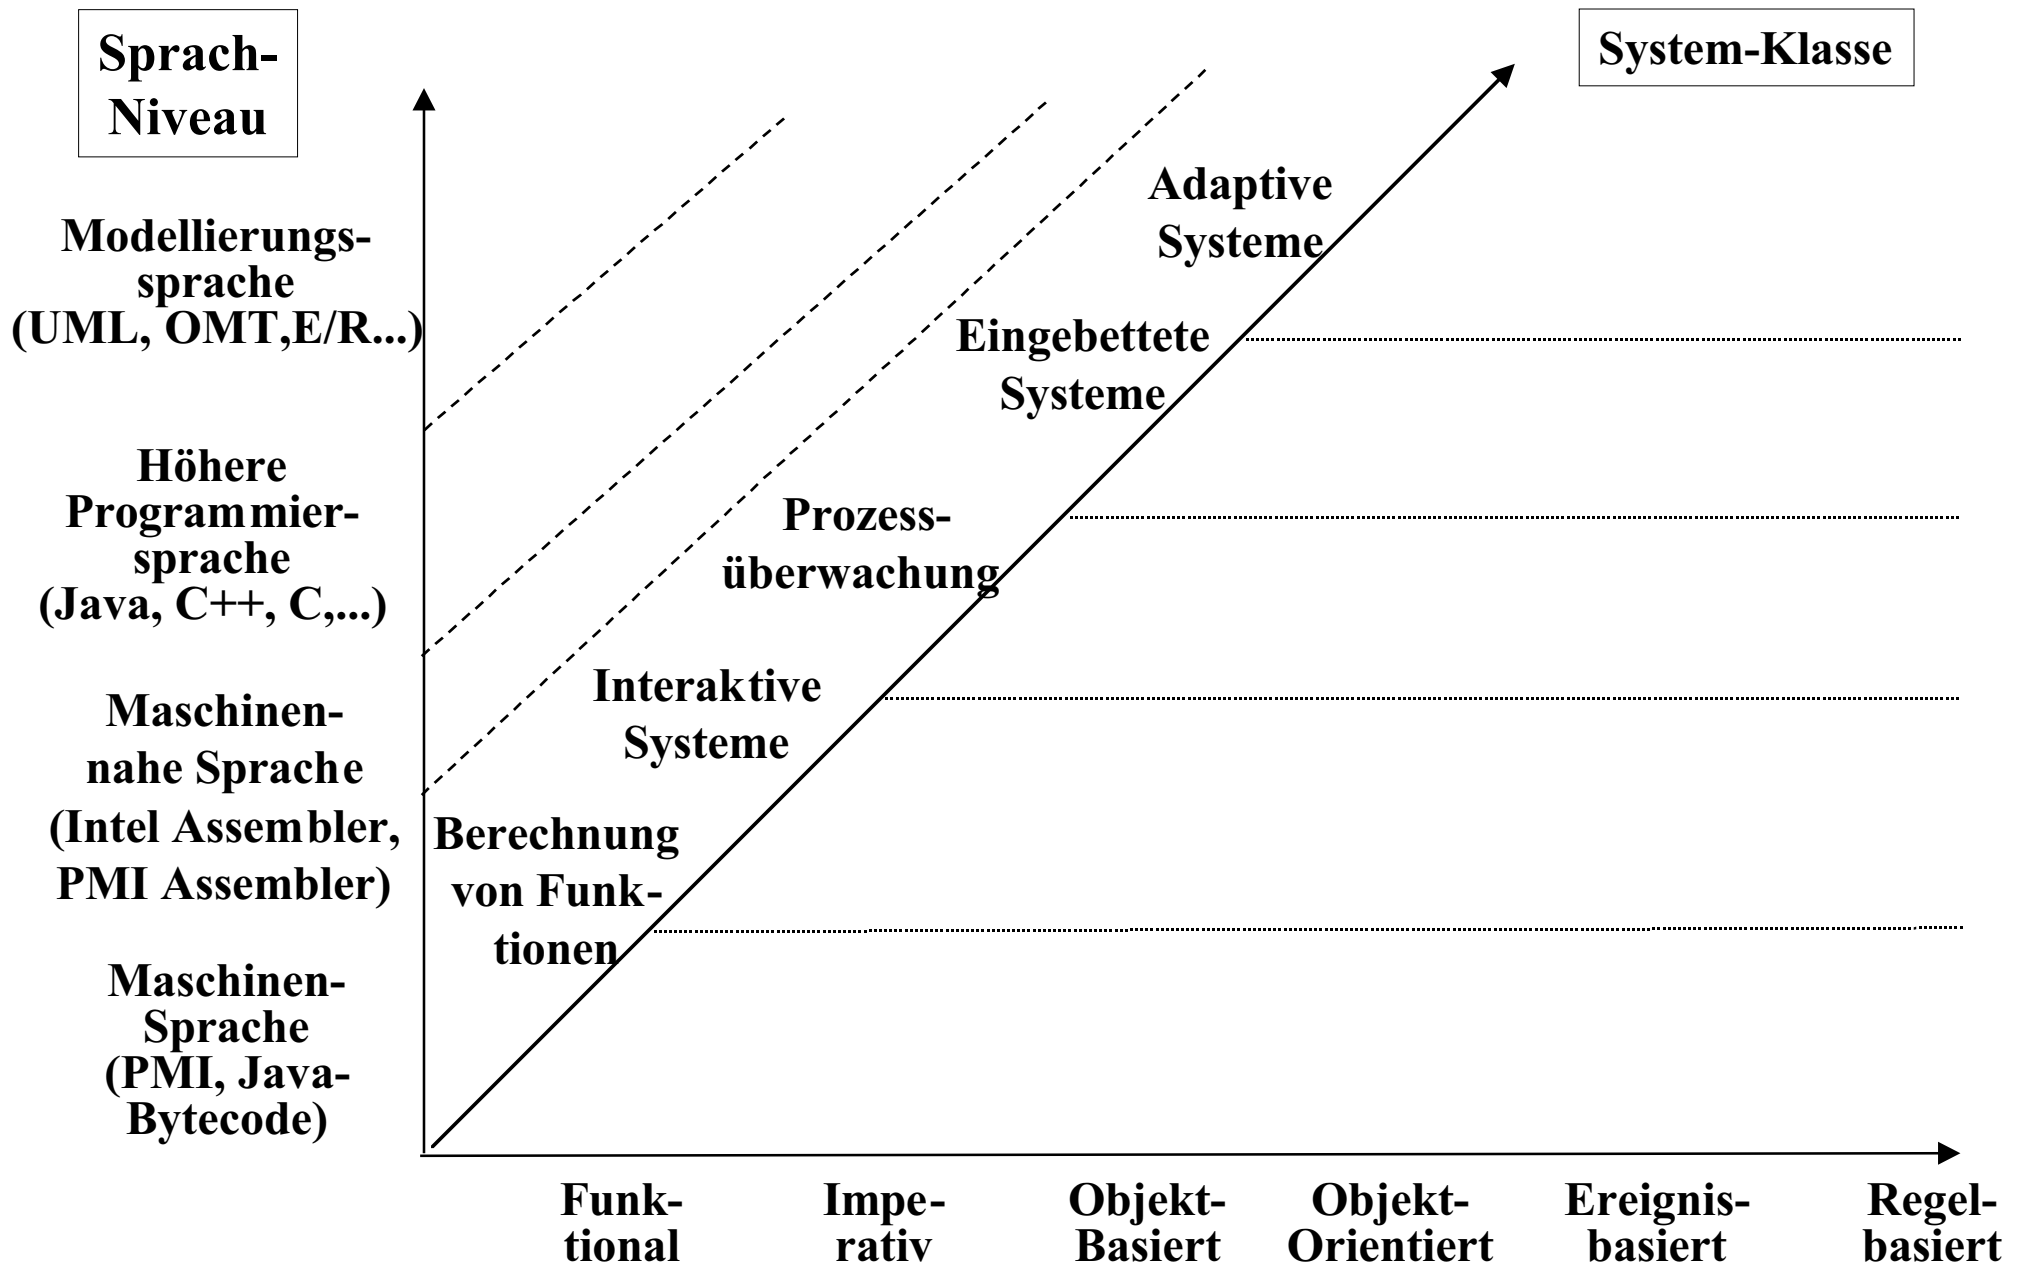 Sprach-
Niveau
System-Klasse
Modellierungs-
sprache
(UML, OMT,E/R...)
Höhere
Programmier-
sprache
(Java, C++, C,...)
Maschinen-
nahe Sprache
(Intel Assembler,
PMI Assembler)
Maschinen-
Sprache
(PMI, Java-
Bytecode)
Adaptive
Systeme
Eingebettete
Systeme
Prozess-
überwachung
Interaktive
Systeme
Berechnung
von Funk-
tionen
Funk-
tional
Impe-
rativ
Objekt-
Basiert
Objekt-
Orientiert
Ereignis-
basiert
Regel-
basiert